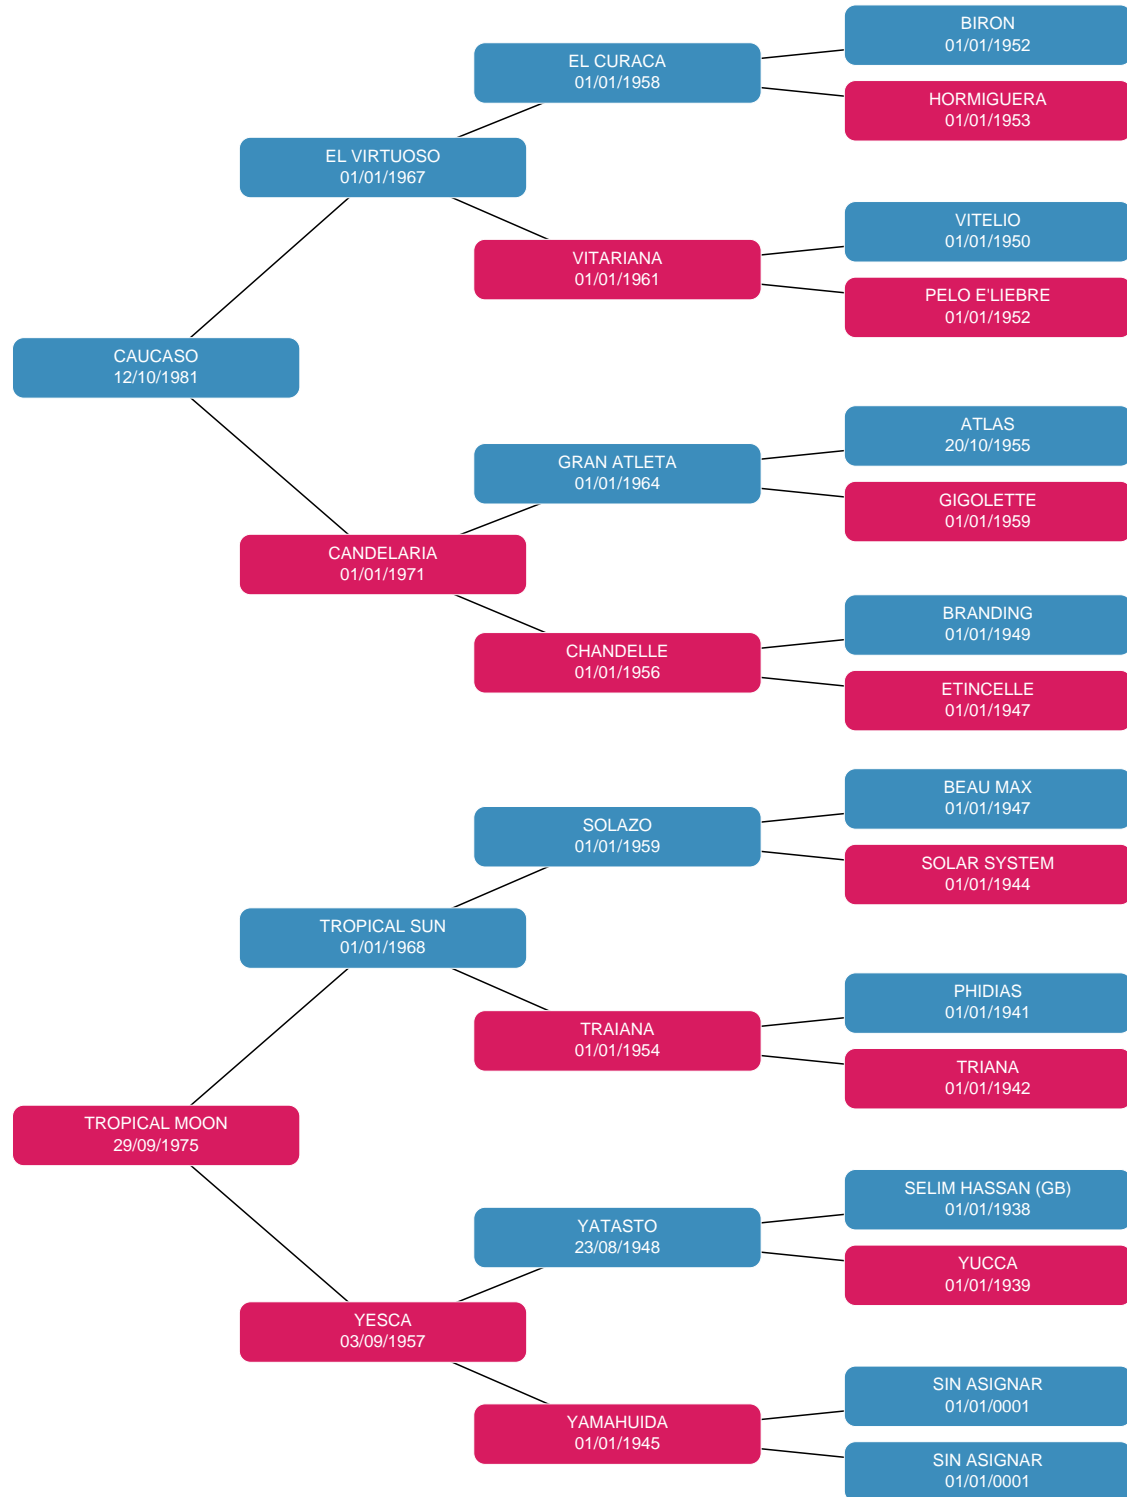 BIRON
01/01/1952
EL CURACA
01/01/1958
HORMIGUERA
01/01/1953
EL VIRTUOSO
01/01/1967
VITELIO
01/01/1950
VITARIANA
01/01/1961
PELO E'LIEBRE
01/01/1952
CAUCASO
12/10/1981
ATLAS
20/10/1955
GRAN ATLETA
01/01/1964
GIGOLETTE
01/01/1959
CANDELARIA
01/01/1971
BRANDING
01/01/1949
CHANDELLE
01/01/1956
ETINCELLE
01/01/1947
BEAU MAX
01/01/1947
SOLAZO
01/01/1959
SOLAR SYSTEM
01/01/1944
TROPICAL SUN
01/01/1968
PHIDIAS
01/01/1941
TRAIANA
01/01/1954
TRIANA
01/01/1942
TROPICAL MOON
29/09/1975
SELIM HASSAN (GB)
01/01/1938
YATASTO
23/08/1948
YUCCA
01/01/1939
YESCA
03/09/1957
SIN ASIGNAR
01/01/0001
YAMAHUIDA
01/01/1945
SIN ASIGNAR
01/01/0001